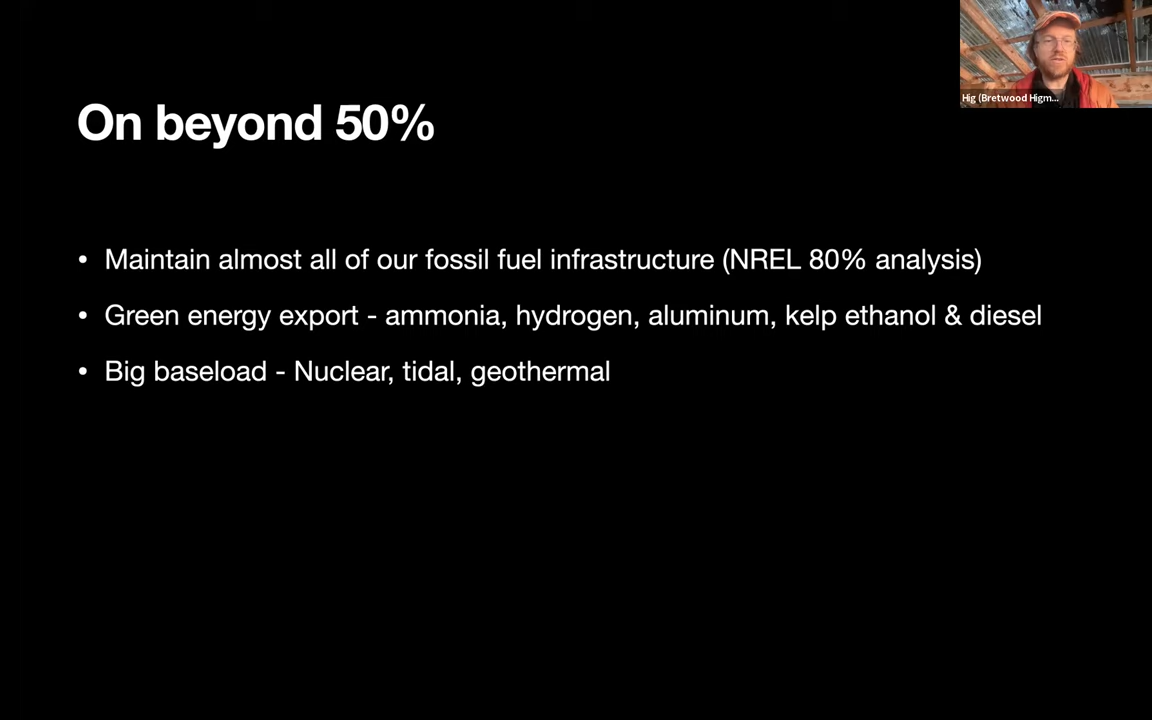 On beyond 50%
Hig (Bretwood Higm...
• Maintain almost all of our fossil fuel infrastructure (NREL 80% analysis)
• Green energy export - ammonia, hydrogen, aluminum, kelp ethanol & diesel
• Big baseload - Nuclear, tidal, geothermal